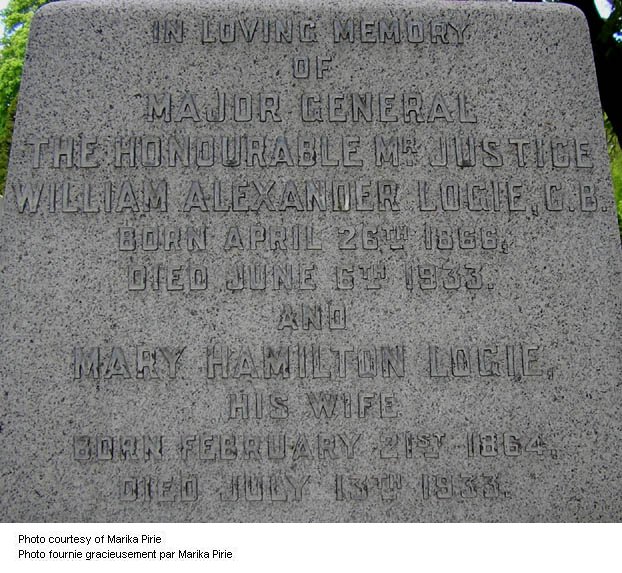 IN LOVING MEMORY
OF
MAJOR GENERAL
THE HONOURABLE MR. JUSTICE
WILLIAM ALEXANDER LOGIE, C.B.
BORN APRIL 26TH 1866,
DIED JUNE 6TH 1933.
AND
MARY HAMILTON LOGIE,
HIS WIFE
BORN FEBRUARY 21ST 1864,
DIED JULY 13TH 1933.
Photo courtesy of Marika Pirie
Photo fournie gracieusement par Marika Pirie